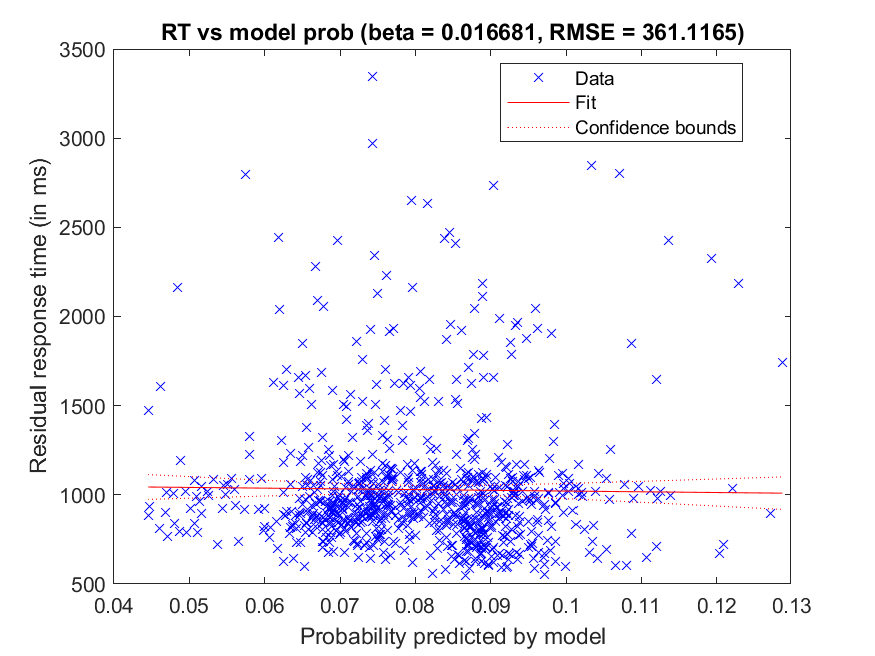 RT vs model prob (beta = 0.016681, RMSE = 361.1165)
Data
Fit
Confidence bounds
Residual response time (in ms)
3500
3000
2500
2000
1500
1000
500
0.04 0.05 0.06 0.07 0.08 0.09 0.1 0.11 0.12 0.13
Probability predicted by model